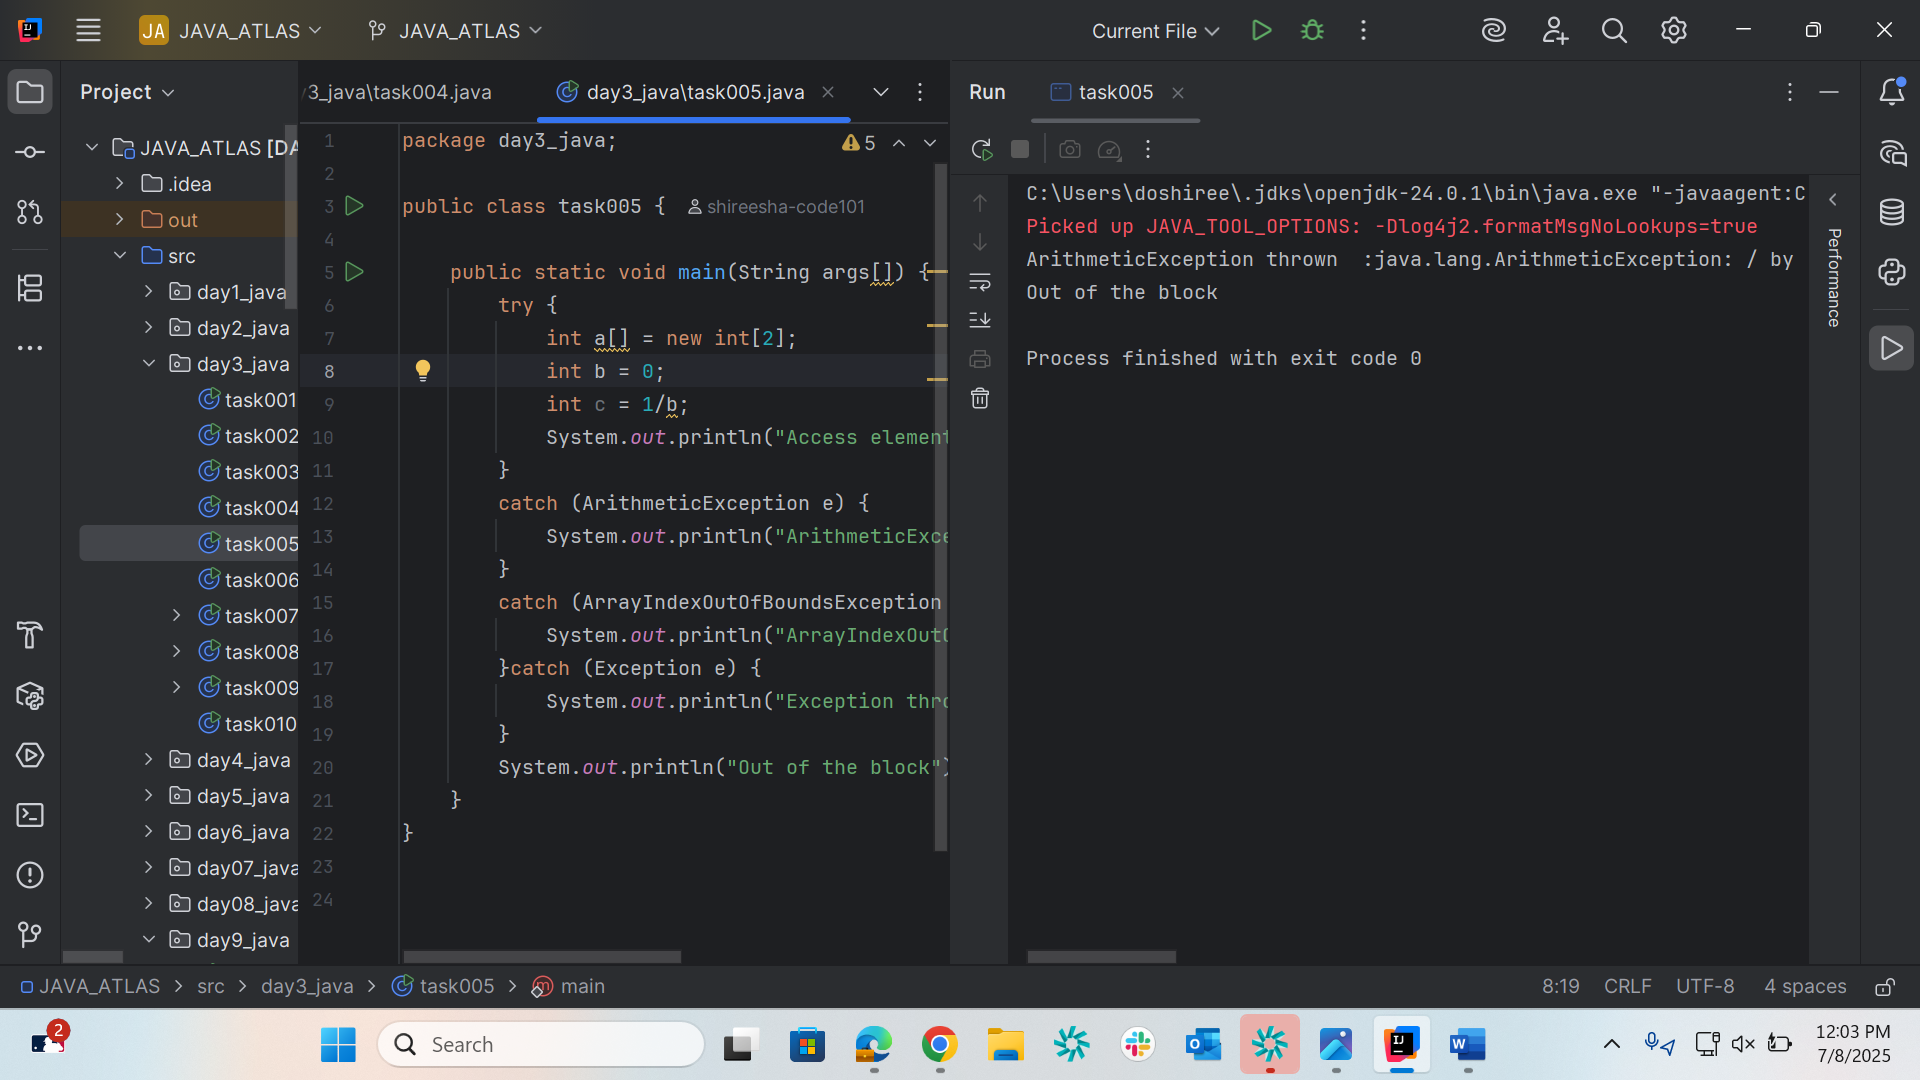 JA JAVA_ATLAS
JAVA_ATLAS
Current File
Project
3_java\task004.java
day3_java\task005.java
Run
task005
JAVA_ATLAS [DA
.idea
out
src
day1_java
day2_java
day3_java
task001
task002
task003
task004
task005
task006
task007
task008
task009
task010
day4_java
day5_java
day6_java
day07_java
day08_java
day9_java
5
1 package day3_java;
2
3 public class task005 { shireesha-code101
4
5 public static void main(String args[]) {
6 try {
7 int a[] = new int[2];
8 int b = 0;
9 int c = 1/b;
10 System.out.println("Access element
11 }
12 catch (ArithmeticException e) {
13 System.out.println("ArithmeticExce
14 }
15 catch (ArrayIndexOutOfBoundsException
16 System.out.println("ArrayIndexOutO
17 }catch (Exception e) {
18 System.out.println("Exception thro
19 }
20 System.out.println("Out of the block")
21 }
22 }
23
24
C:\Users\doshiree\.jdks\openjdk-24.0.1\bin\java.exe "-javaagent:C
Picked up JAVA_TOOL_OPTIONS: -Dlog4j2.formatMsgNoLookups=true
ArithmeticException thrown  :java.lang.ArithmeticException: / by
Out of the block
Process finished with exit code 0
Performance
JAVA_ATLAS > src > day3_java > task005 > main
8:19 CRLF UTF-8 4 spaces
2
Search
12:03 PM
7/8/2025